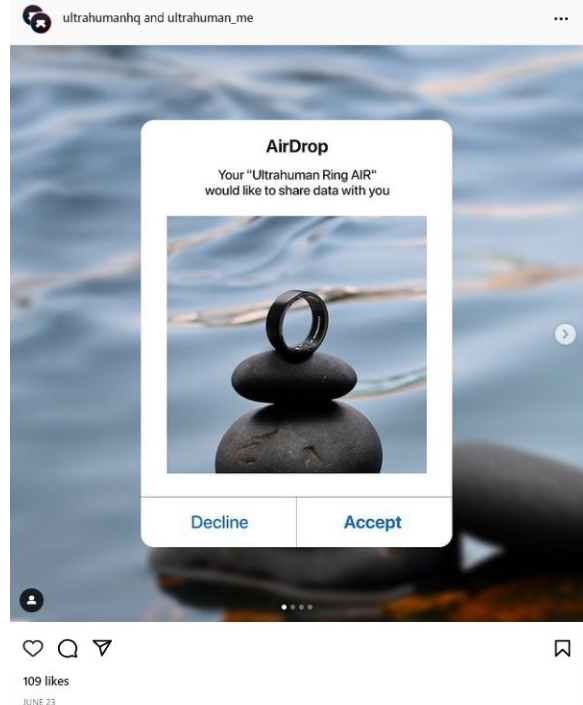 ultrahumanhq and ultrahuman_me
AirDrop
Your "Ultrahuman Ring AIR"
would like to share data with you
Decline
Accept
109 likes
JUNE 23